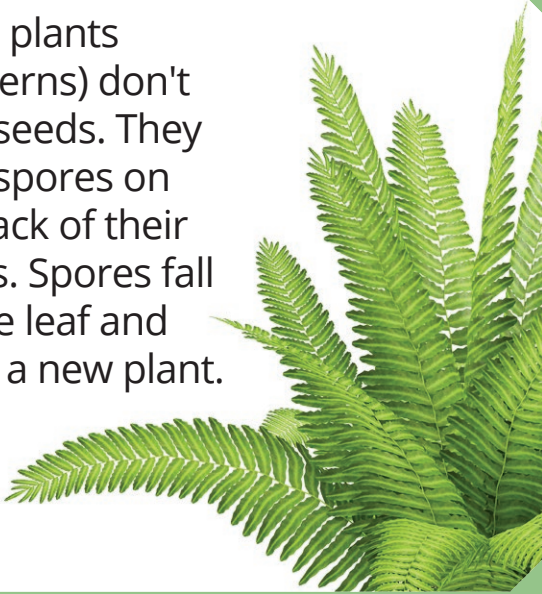 plants
erns) don't
seeds. They
spores on
ack of their
s. Spores fall
e leaf and
a new plant.